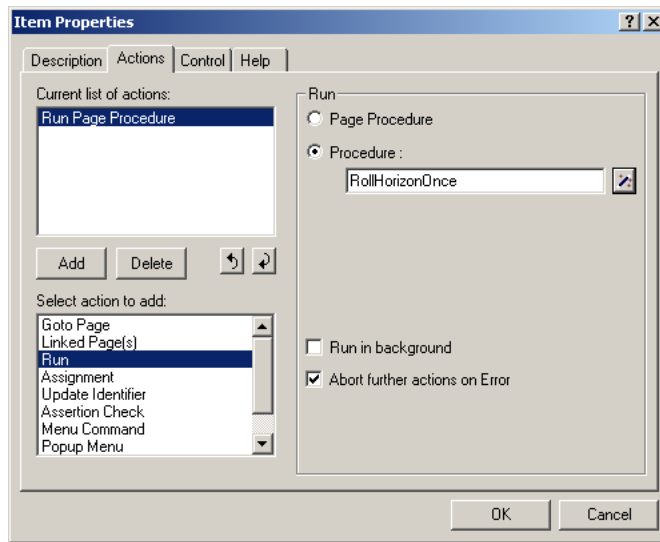 Item Properties
Description Actions Control Help
Current list of actions:
Run Page Procedure
Add Delete
Select action to add:
Goto Page
Linked Page(s)
Run
Assignment
Update Identifier
Assertion Check
Menu Command
Popup Menu
Run
Page Procedure
Procedure :
RollHorizonOnce
Run in background
Abort further actions on Error
OK Cancel